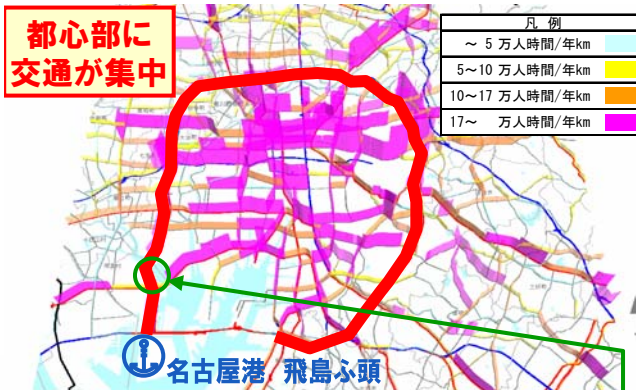 都心部に
交通が集中
凡 例
～ 5 万人時間/年km
5～10 万人時間/年km
10～17 万人時間/年km
17～ 万人時間/年km
名古屋港 飛島ふ頭